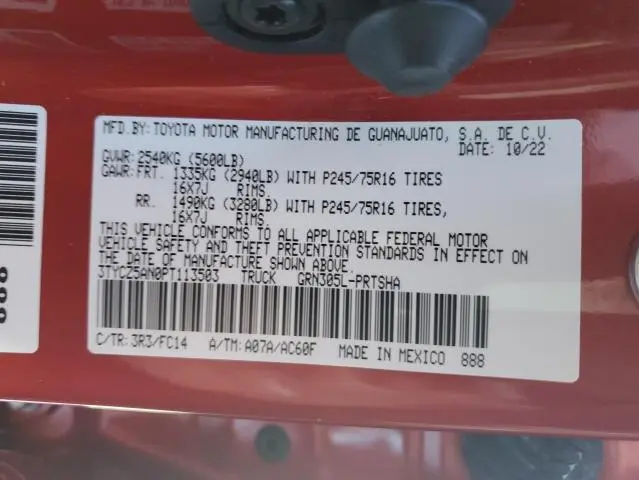 MFD.BY:TOYOTA MOTOR MANUFACTURING DE GUANAJUATO, S.A. DE C.V.
DATE: 10/22
GVWR:2540KG (5600LB)
GAWR:FRT. 1335KG (2940LB) WITH P245/75R16 TIRES
16X7J RIMS.
RR. 1490KG (3280LB) WITH P245/75R16 TIRES,
16X7J RIMS.
THIS VEHICLE CONFORMS TO ALL APPLICABLE FEDERAL MOTOR
VEHICLE SAFETY AND THEFT PREVENTION STANDARDS IN EFFECT ON
THE DATE OF MANUFACTURE SHOWN ABOVE.
3TYCZ5AN0PT113503 TRUCK GRN305L-PRTSHA
C/TR:3R3/FC14 A/TM:A07A/AC60F MADE IN MEXICO 888
888